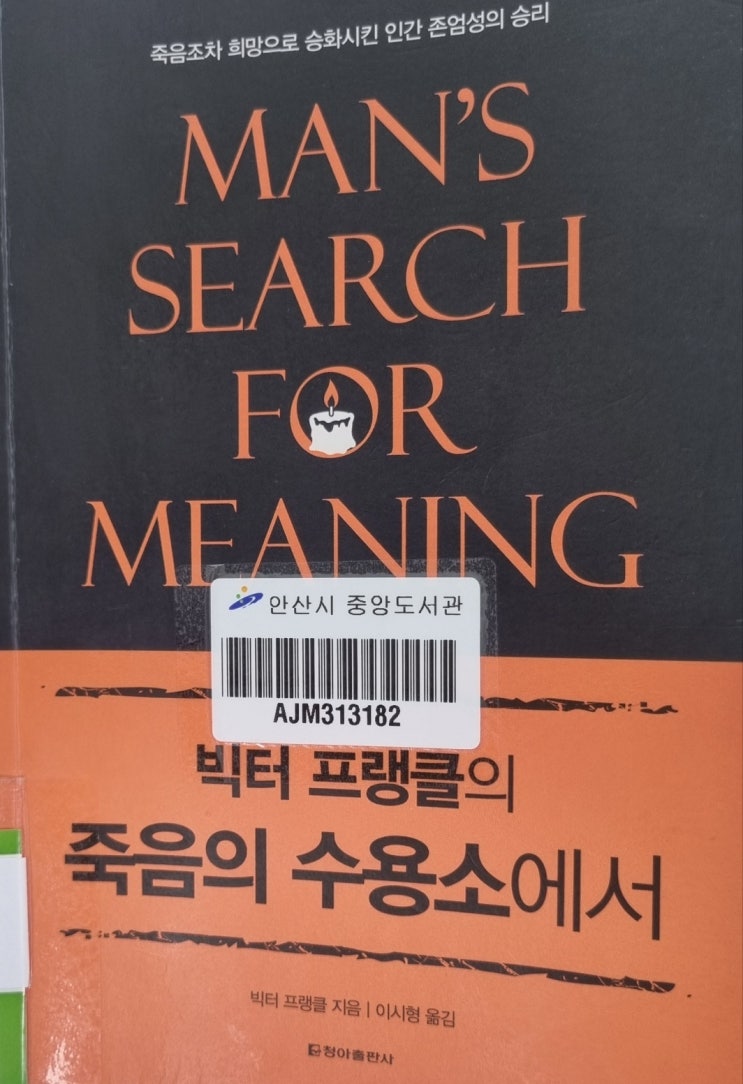 죽음조차 희망으로 승화시킨 인간 존엄성의 승리
MAN'S
SEARCH
FOR
MEANING
안산시 중앙도서관
AJM313182
빅터 프랭클의
죽음의 수용소에서
빅터 프랭클 지음 | 이시형 옮김
청아출판사